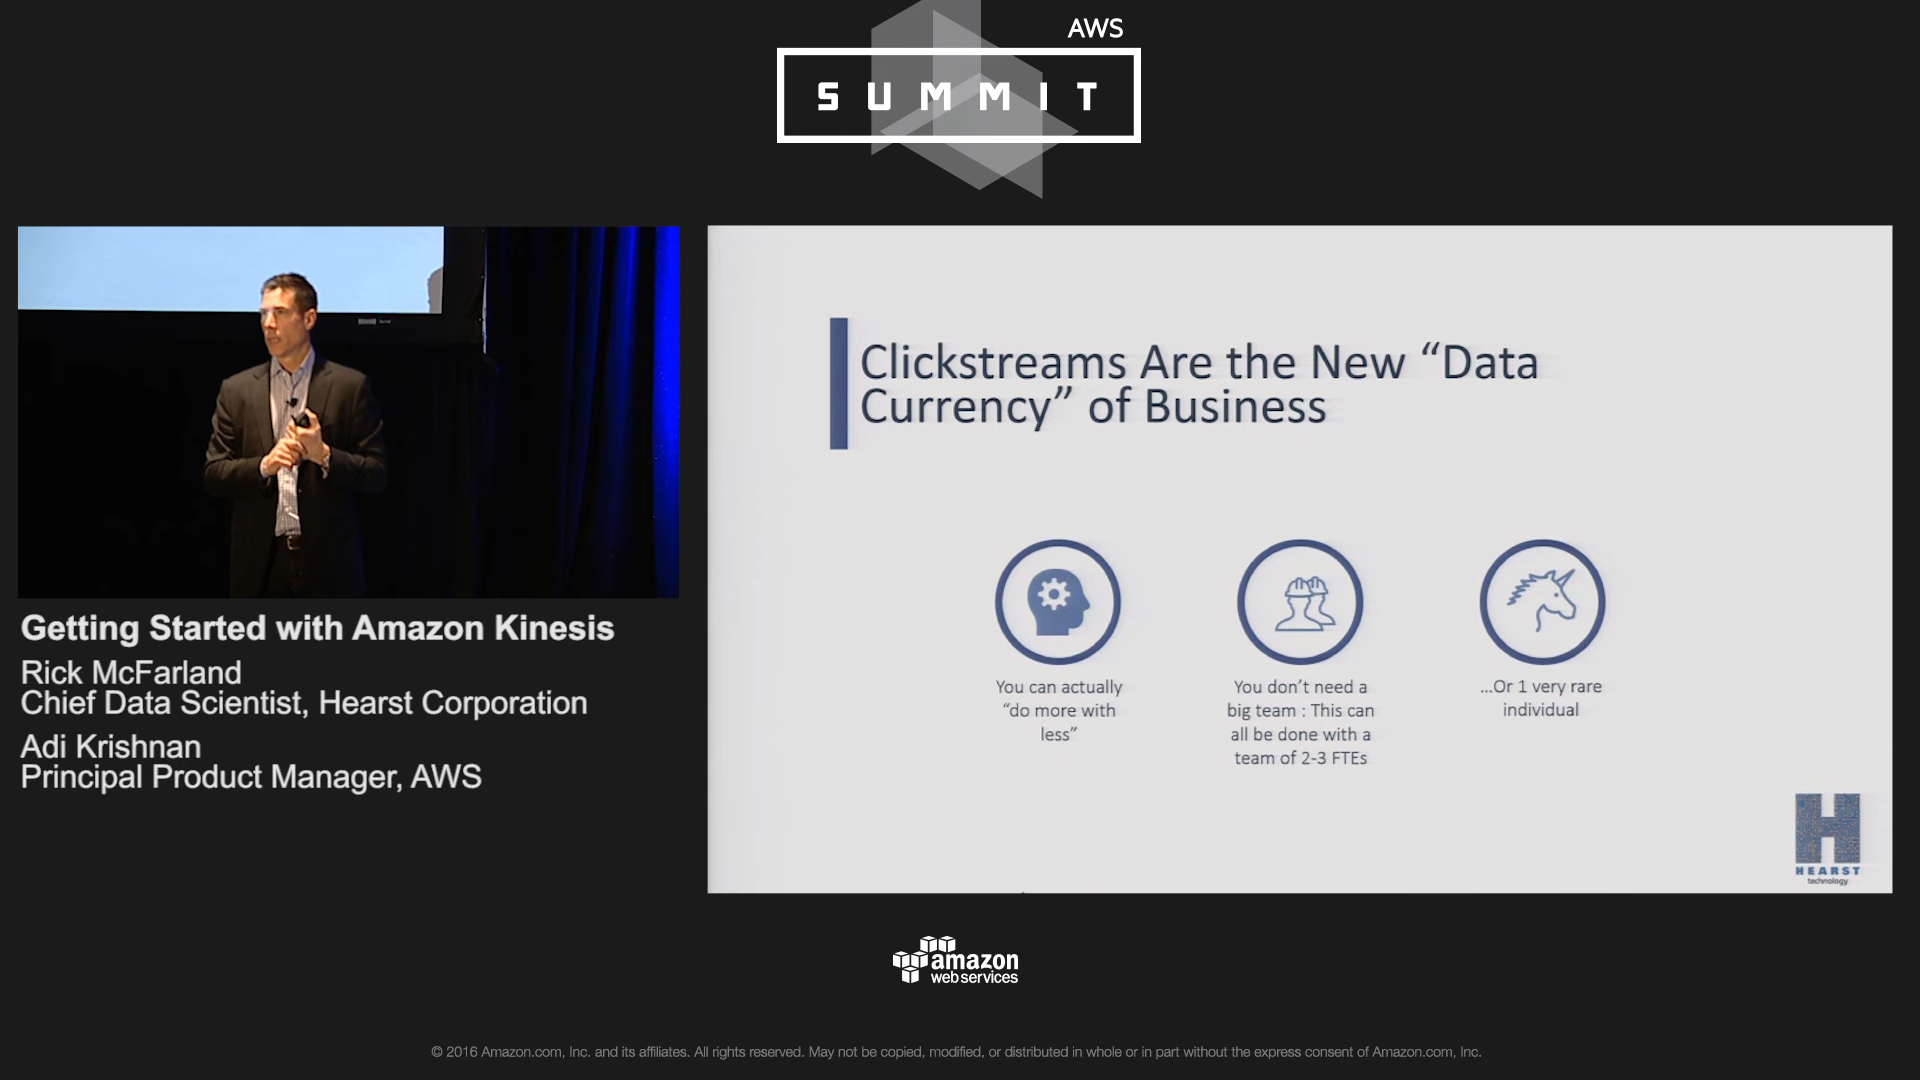 AWS
SUMMIT
Getting Started with Amazon Kinesis
Rick McFarland
Chief Data Scientist, Hearst Corporation
Adi Krishnan
Principal Product Manager, AWS
Clickstreams Are the New “Data
Currency” of Business
You can actually
“do more with
less”
You don’t need a
big team : This can
all be done with a
team of 2-3 FTEs
...Or 1 very rare
individual
HEARST
technology
amazon
webservices
© 2016 Amazon.com, Inc. and its affiliates. All rights reserved. May not be copied, modified, or distributed in whole or in part without the express consent of Amazon.com, Inc.